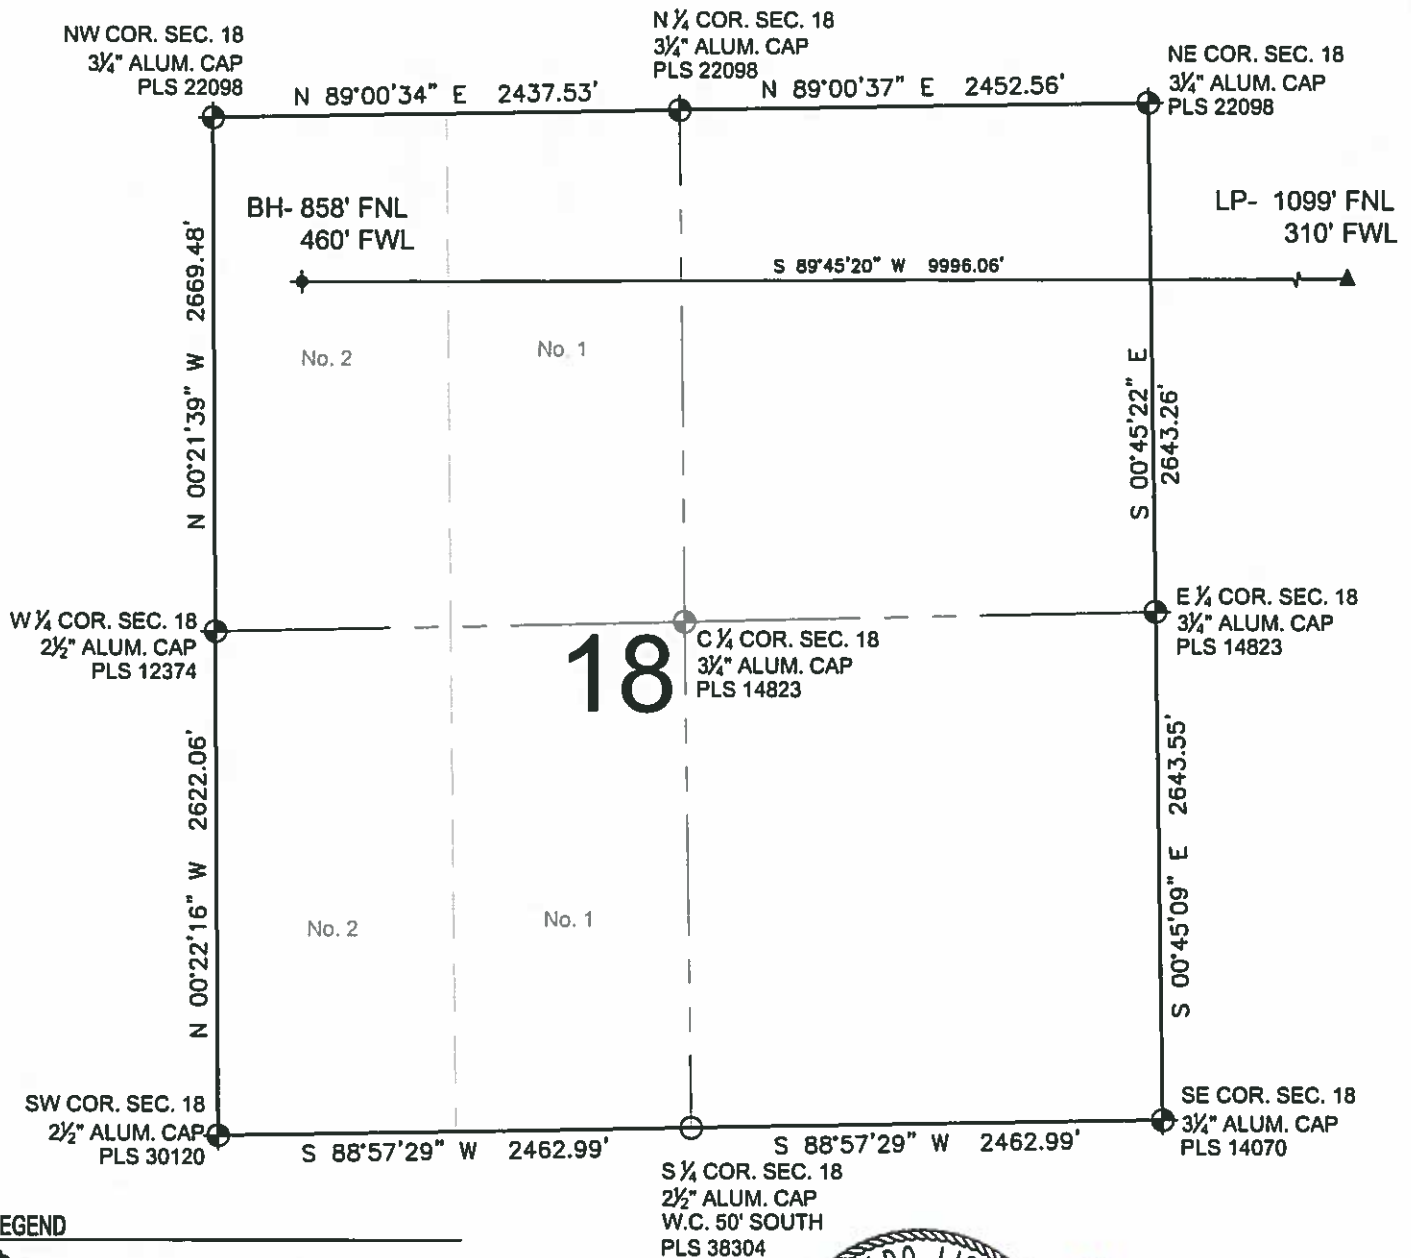 NW COR. SEC. 18
3¼" ALUM. CAP
PLS 22098
N ¼ COR. SEC. 18
3¼" ALUM. CAP
PLS 22098
NE COR. SEC. 18
3¼" ALUM. CAP
PLS 22098
N 89°00'34" E 2437.53'
N 89°00'37" E 2452.56'
BH- 858' FNL
460' FWL
LP- 1099' FNL
310' FWL
S 89°45'20" W 9996.06'
N 00°21'39" W 2669.48'
No. 2
No. 1
S 00°45'22" E
2643.26'
W ¼ COR. SEC. 18
2½" ALUM. CAP
PLS 12374
18
C ¼ COR. SEC. 18
3¼" ALUM. CAP
PLS 14823
E ¼ COR. SEC. 18
3¼" ALUM. CAP
PLS 14823
N 00°22'16" W 2622.06'
No. 2
No. 1
S 00°45'09" E 2643.55'
SW COR. SEC. 18
2½" ALUM. CAP
PLS 30120
S 88°57'29" W 2462.99'
S 88°57'29" W 2462.99'
SE COR. SEC. 18
3¼" ALUM. CAP
PLS 14070
S ¼ COR. SEC. 18
2½" ALUM. CAP
W.C. 50' SOUTH
PLS 38304
EGEND